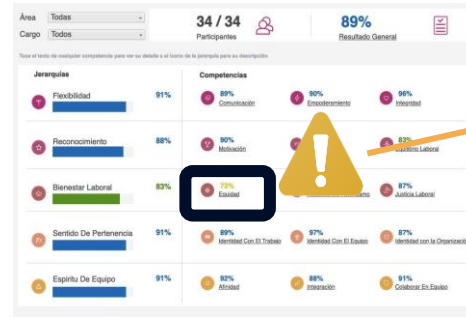 Área Todas
Cargo Todos
34 / 34
Participentes
89%
Resultado General
Toca el texto de cualquier competencia para ver su detalle o el ícono de la jerarquía para su descripción
Jerarquías
Competencias
Flexibilidad 91%
89% Comunicación
90% Empoderamiento
96% Integridad
Reconocimiento 88%
90% Motivación
83% Equilibrio Laboral
Bienestar Laboral 83%
73% Equidad
87% Justicia Laboral
Sentido De Pertenencia 91%
89% Identidad Con El Trabajo
97% Identidad Con El Equipo
87% Identidad con la Organizaci
Espiritu De Equipo 91%
92% Afinidad
88% Integración
91% Colaborar En Equipo